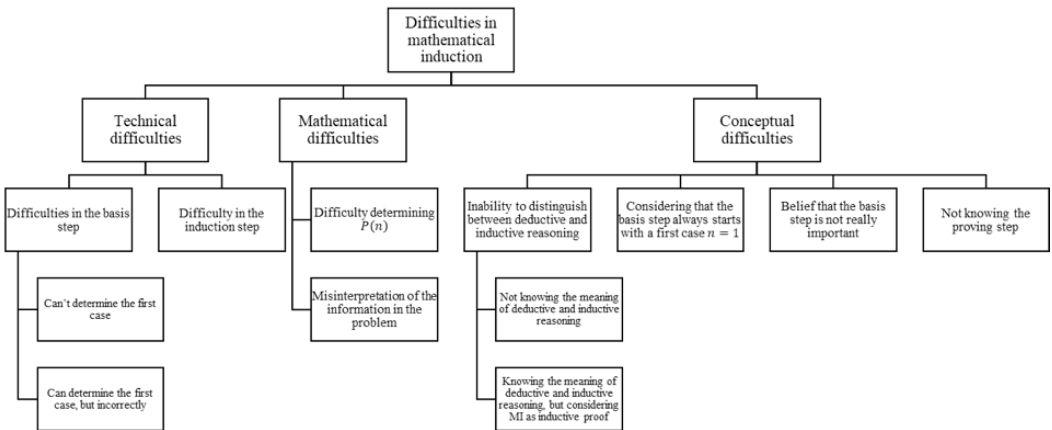 Difficulties in
mathematical
induction
Technical
difficulties
Mathematical
difficulties
Conceptual
difficulties
Difficulties in the basis
step
Difficulty in the
induction step
Difficulty determining
P(n)
Inability to distinguish
between deductive and
inductive reasoning
Considering that the
basis step always starts
with a first case n = 1
Belief that the basis
step is not really
important
Not knowing the
proving step
Can't determine the first
case
Misinterpretation of the
information in the
problem
Not knowing the meaning
of deductive and inductive
reasoning
Can determine the first
case, but incorrectly
Knowing the meaning of
deductive and inductive
reasoning, but considering
MI as inductive proof